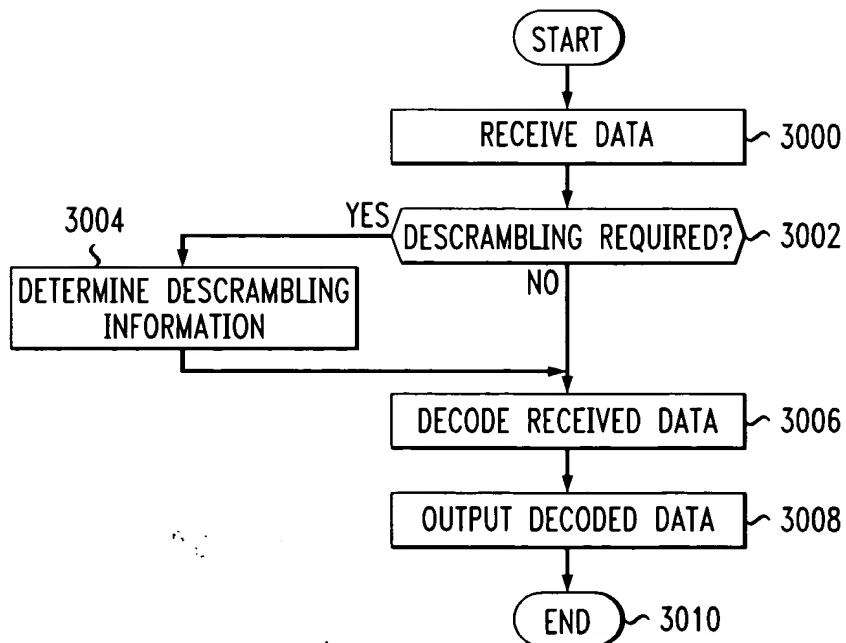 START
RECEIVE DATA
3000
3004
YES
DESCRAMBLING REQUIRED?
3002
NO
DETERMINE DESCRAMBLING
INFORMATION
DECODE RECEIVED DATA
3006
OUTPUT DECODED DATA
3008
END
3010